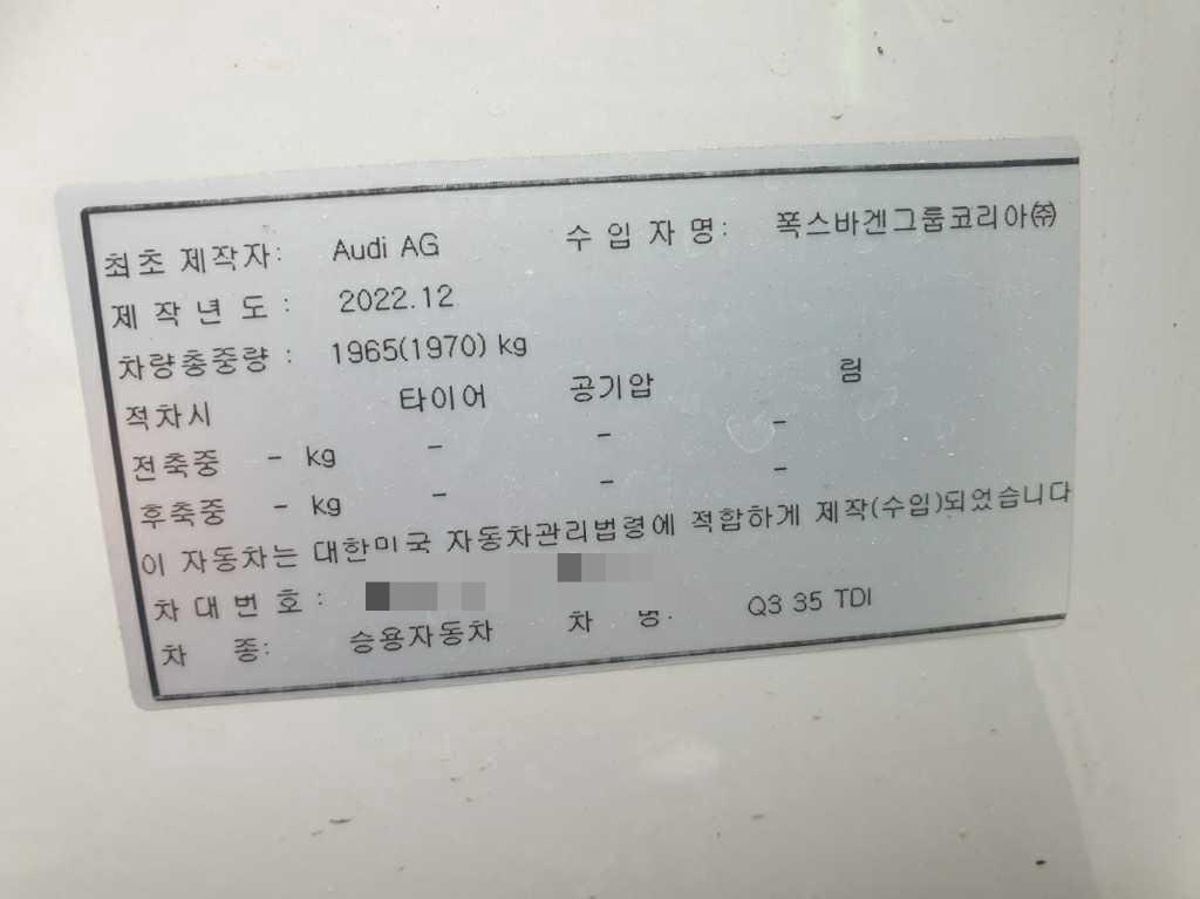 최초 제작자: Audi AG 수 입 자 명: 폭스바겐그룹코리아㈜
제 작 년 도 : 2022.12
차량총중량 : 1965(1970) kg
적차시 타이어 공기압 림
전축중 - kg - - -
후축중 - kg - - -
이 자동차는 대한미국 자동차관리법령에 적합하게 제작(수입)되었습니다
차 대 번 호 :
차 종: 승용자동차 차 명: Q3 35 TDI